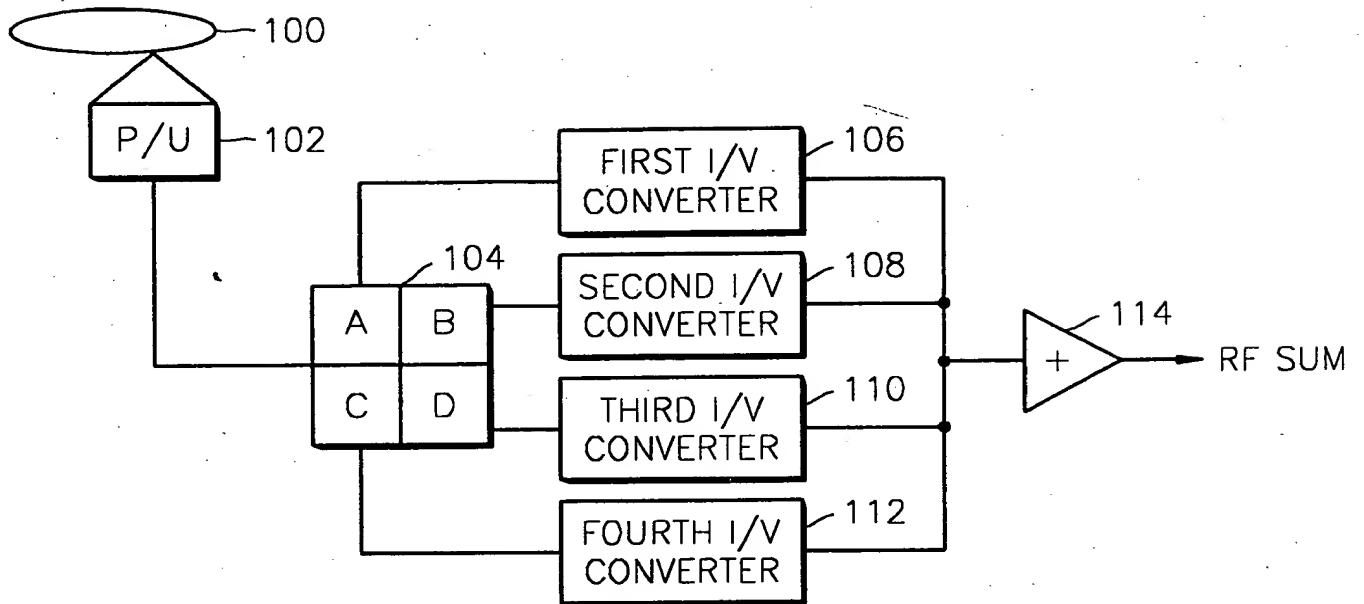 100
P/U
102
FIRST I/V
CONVERTER
106
104
A
B
C
D
SECOND I/V
CONVERTER
108
THIRD I/V
CONVERTER
110
FOURTH I/V
CONVERTER
112
+
114
RF SUM